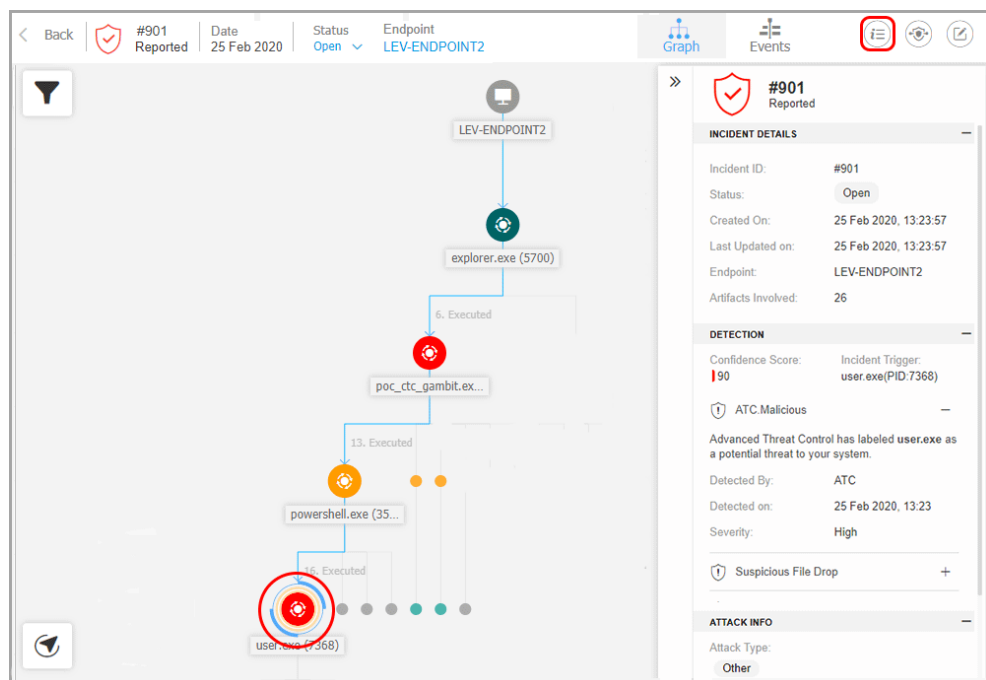 Back
#901
Reported
Date
25 Feb 2020
Status
Open
Endpoint
LEV-ENDPOINT2
Graph
Events
LEV-ENDPOINT2
explorer.exe (5700)
6. Executed
poc_ctc_gambit.ex...
13. Executed
powershell.exe (35...
16. Executed
user.exe (7368)
#901
Reported
INCIDENT DETAILS
Incident ID: #901
Status: Open
Created On: 25 Feb 2020, 13:23:57
Last Updated on: 25 Feb 2020, 13:23:57
Endpoint: LEV-ENDPOINT2
Artifacts Involved: 26
DETECTION
Confidence Score: Incident Trigger:
90 user.exe(PID:7368)
ATC.Malicious
Advanced Threat Control has labeled user.exe as
a potential threat to your system.
Detected By: ATC
Detected on: 25 Feb 2020, 13:23
Severity: High
Suspicious File Drop
ATTACK INFO
Attack Type:
Other